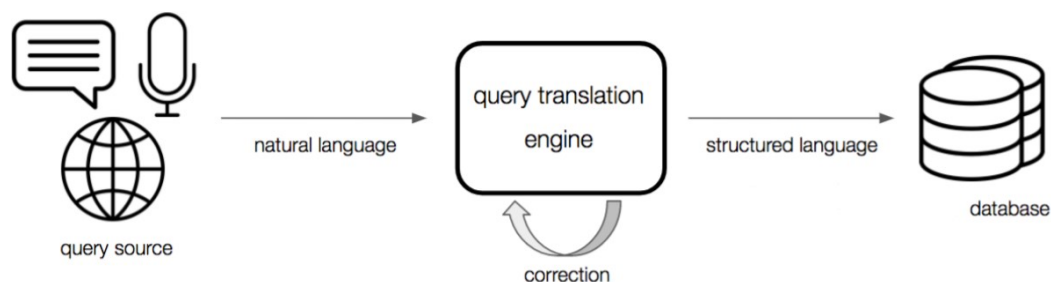 query translation
engine
natural language
structured language
database
query source
correction